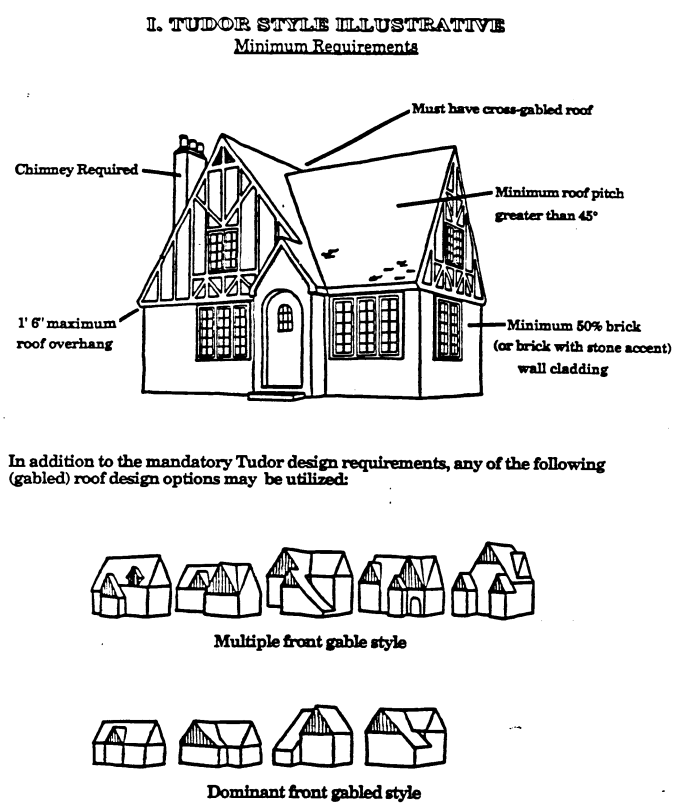 I. TUDOR STYLE ILLUSTRATIVE
Minimum Requirements
Must have cross-gabled roof
Chimney Required
Minimum roof pitch
greater than 45°
1' 6" maximum
roof overhang
Minimum 50% brick
(or brick with stone accent)
wall cladding
In addition to the mandatory Tudor design requirements, any of the following
(gabled) roof design options may be utilized:
Multiple front gable style
Dominant front gabled style